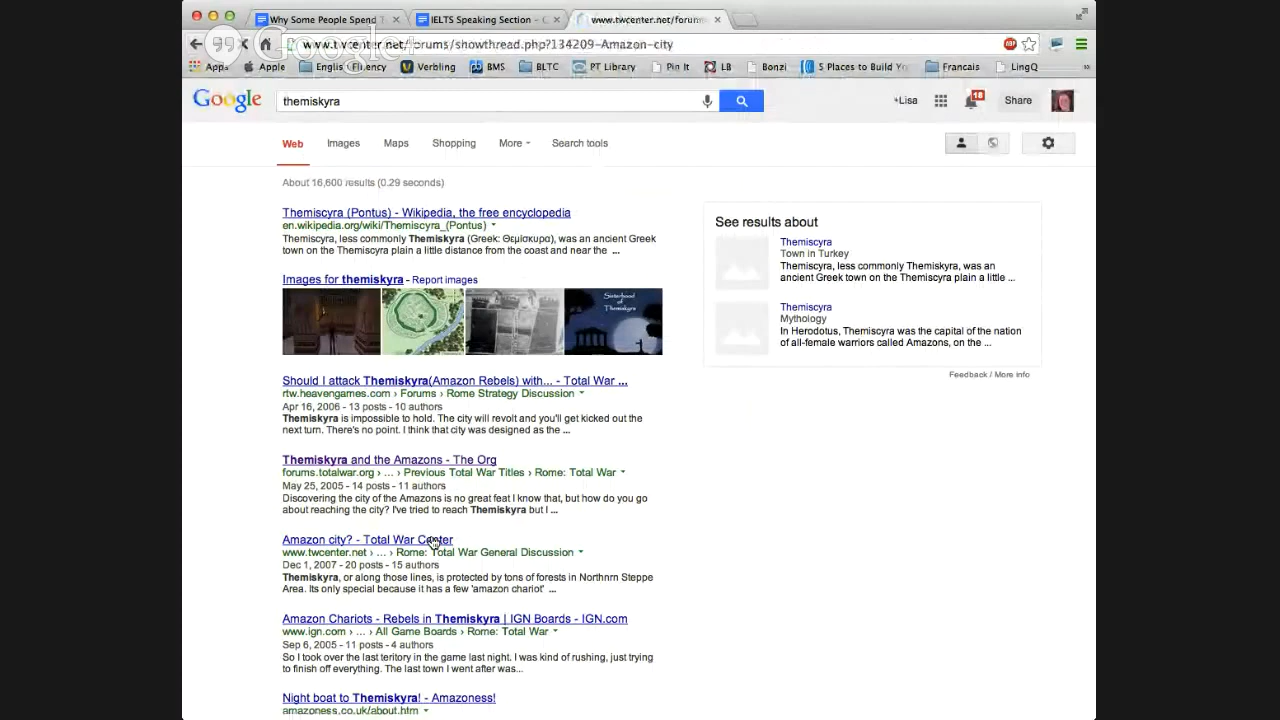 Why Some People Spend T
IELTS Speaking Section - C
www.twcenter.net/forums
Google+
www.twcenter.net/forums/showthread.php?134209-Amazon-city
ABP
Apps
Apple
English Fluency
Verbling
BMS
BLTC
PT Library
Pin It
LB
Bonzi
5 Places to Build Yo
Francais
LingQ
»
Google
themiskyra
+Lisa
18
Share
Web
Images
Maps
Shopping
More
Search tools
About 16,600 results (0.29 seconds)
Themiscyra (Pontus) - Wikipedia, the free encyclopedia
en.wikipedia.org/wiki/Themiscyra_(Pontus)
Themiscyra, less commonly Themiskyra (Greek: Θεμίσκυρα), was an ancient Greek
town on the Themiscyra plain a little distance from the coast and near the ...
Images for themiskyra - Report images
Sisterhood
of
Themiskyra
Should I attack Themiskyra(Amazon Rebels) with... - Total War ...
rtw.heavengames.com › Forums › Rome Strategy Discussion
Apr 16, 2006 - 13 posts - 10 authors
Themiskyra is impossible to hold. The city will revolt and you'll get kicked out the
next turn. There's no point. I think that city was designed as the ...
Themiskyra and the Amazons - The Org
forums.totalwar.org › ... › Previous Total War Titles › Rome: Total War
May 25, 2005 - 14 posts - 11 authors
Discovering the city of the Amazons is no great feat I know that, but how do you go
about reaching the city? I've tried to reach Themiskyra but I ...
Amazon city? - Total War Center
www.twcenter.net › ... › Rome: Total War General Discussion
Dec 1, 2007 - 20 posts - 15 authors
Themiskyra, or along those lines, is protected by tons of forests in Northnrn Steppe
Area. Its only special because it has a few 'amazon chariot' ...
Amazon Chariots - Rebels in Themiskyra | IGN Boards - IGN.com
www.ign.com › ... › All Game Boards › Rome: Total War
Sep 6, 2005 - 11 posts - 4 authors
So I took over the last teritory in the game last night. I was kind of rushing, just trying
to finish off everything. The last town I went after was...
Night boat to Themiskyra! - Amazoness!
amazoness.co.uk/about.htm
See results about
Themiscyra
Town in Turkey
Themiscyra, less commonly Themiskyra, was an
ancient Greek town on the Themiscyra plain a little ...
Themiscyra
Mythology
In Herodotus, Themiscyra was the capital of the nation
of all-female warriors called Amazons, on the ...
Feedback / More info